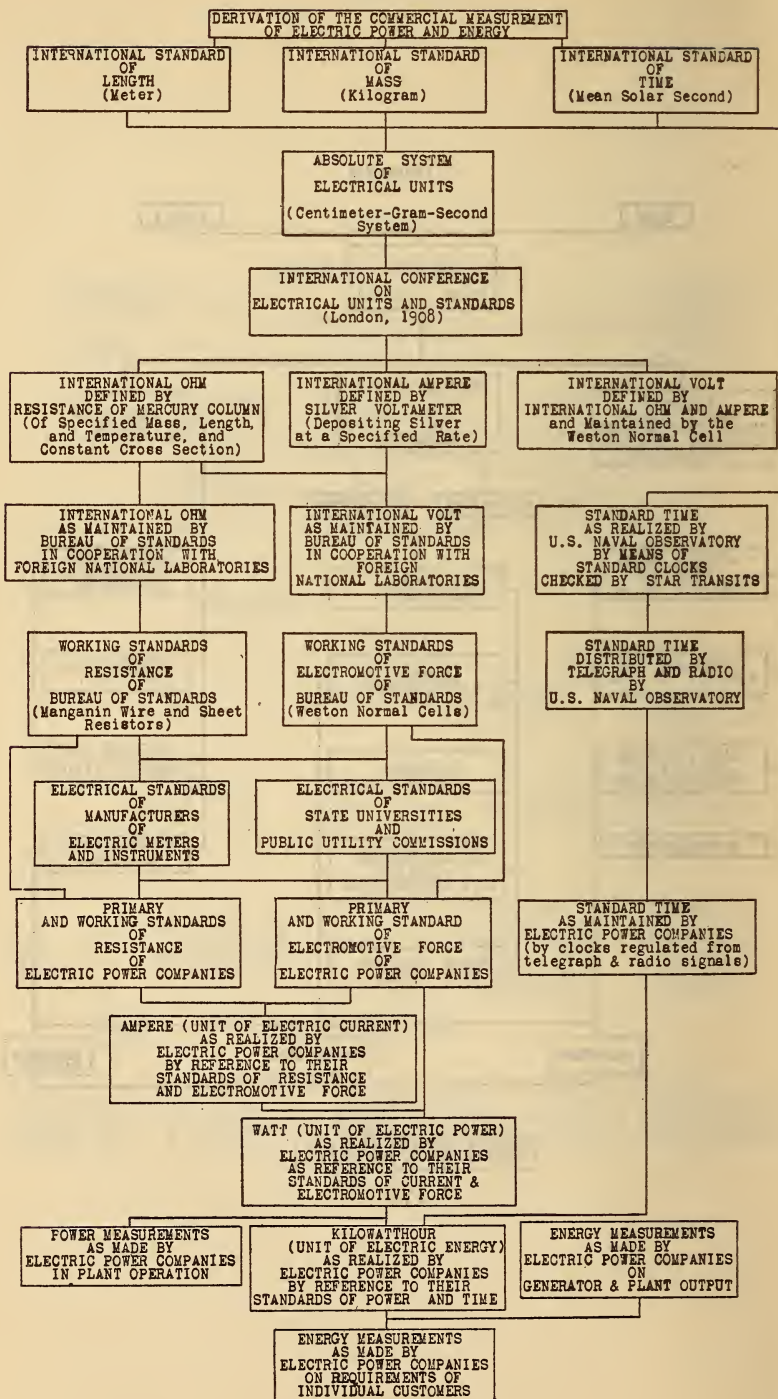 DERIVATION OF THE COMMERCIAL MEASUREMENT
OF ELECTRIC POWER AND ENERGY
INTERNATIONAL STANDARD
OF
LENGTH
(Meter)
INTERNATIONAL STANDARD
OF
MASS
(Kilogram)
INTERNATIONAL STANDARD
OF
TIME
(Mean Solar Second)
ABSOLUTE SYSTEM
OF
ELECTRICAL UNITS
(Centimeter-Gram-Second
System)
INTERNATIONAL CONFERENCE
ON
ELECTRICAL UNITS AND STANDARDS
(London, 1908)
INTERNATIONAL OHM
DEFINED BY
RESISTANCE OF MERCURY COLUMN
(Of Specified Mass, Length,
and Temperature, and
Constant Cross Section)
INTERNATIONAL AMPERE
DEFINED BY
SILVER VOLTAMETER
(Depositing Silver
at a Specified Rate)
INTERNATIONAL VOLT
DEFINED BY
INTERNATIONAL OHM AND AMPERE
and Maintained by the
Weston Normal Cell
INTERNATIONAL OHM
AS MAINTAINED BY
BUREAU OF STANDARDS
IN COOPERATION WITH
FOREIGN NATIONAL LABORATORIES
INTERNATIONAL VOLT
AS MAINTAINED BY
BUREAU OF STANDARDS
IN COOPERATION WITH
FOREIGN
NATIONAL LABORATORIES
STANDARD TIME
AS REALIZED BY
U.S. NAVAL OBSERVATORY
BY MEANS OF
STANDARD CLOCKS
CHECKED BY STAR TRANSITS
WORKING STANDARDS
OF
RESISTANCE
OF
BUREAU OF STANDARDS
(Manganin Wire and Sheet
Resistors)
WORKING STANDARDS
OF
ELECTROMOTIVE FORCE
OF
BUREAU OF STANDARDS
(Weston Normal Cells)
STANDARD TIME
DISTRIBUTED BY
TELEGRAPH AND RADIO
BY
U.S. NAVAL OBSERVATORY
ELECTRICAL STANDARDS
OF
MANUFACTURERS
OF
ELECTRIC METERS
AND INSTRUMENTS
ELECTRICAL STANDARDS
OF
STATE UNIVERSITIES
AND
PUBLIC UTILITY COMMISSIONS
PRIMARY
AND WORKING STANDARDS
OF
RESISTANCE
OF
ELECTRIC POWER COMPANIES
PRIMARY
AND WORKING STANDARD
OF
ELECTROMOTIVE FORCE
OF
ELECTRIC POWER COMPANIES
STANDARD TIME
AS MAINTAINED BY
ELECTRIC POWER COMPANIES
(by clocks regulated from
telegraph & radio signals)
AMPERE (UNIT OF ELECTRIC CURRENT)
AS REALIZED BY
ELECTRIC POWER COMPANIES
BY REFERENCE TO THEIR
STANDARDS OF RESISTANCE
AND ELECTROMOTIVE FORCE
WATT (UNIT OF ELECTRIC POWER)
AS REALIZED BY
ELECTRIC POWER COMPANIES
AS REFERENCE TO THEIR
STANDARDS OF CURRENT &
ELECTROMOTIVE FORCE
POWER MEASUREMENTS
AS MADE BY
ELECTRIC POWER COMPANIES
IN PLANT OPERATION
KILOWATTHOUR
(UNIT OF ELECTRIC ENERGY)
AS REALIZED BY
ELECTRIC POWER COMPANIES
BY REFERENCE TO THEIR
STANDARDS OF POWER AND TIME
ENERGY MEASUREMENTS
AS MADE BY
ELECTRIC POWER COMPANIES
ON
GENERATOR & PLANT OUTPUT
ENERGY MEASUREMENTS
AS MADE BY
ELECTRIC POWER COMPANIES
ON REQUIREMENTS OF
INDIVIDUAL CUSTOMERS